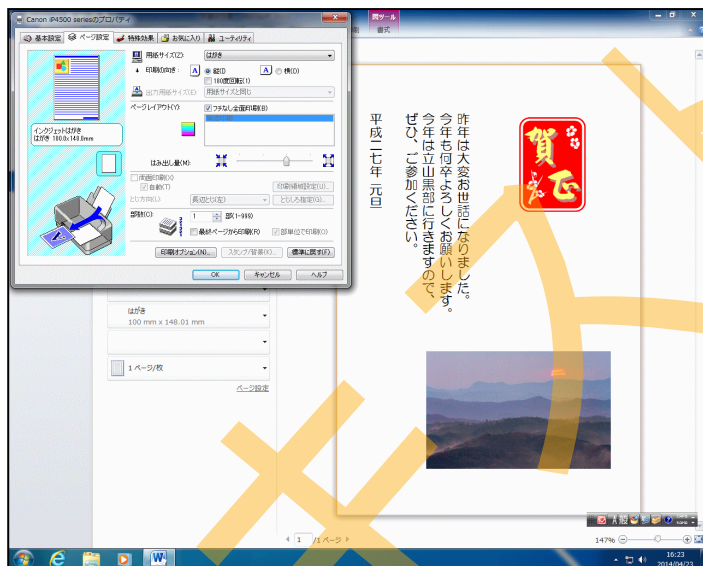 Canon iP4500 seriesのプロパティ
基本設定 ページ設定 特殊効果 お気に入り ユーティリティ
用紙サイズ(Z): はがき
印刷の向き: A 縦(I) A 横(O)
180度回転(1)
出力用紙サイズ(E): 用紙サイズと同じ
ページレイアウト(Y): フチなし全面印刷(B)
インクジェットはがき
はがき 100.0x148.0mm
はみ出し量(M):
両面印刷(X)
自動(T)
印刷領域設定(U)...
とじ方向(L): 長辺とじ(左) とじしろ指定(G)...
部数(C): 1 部(1-999)
最終ページから印刷(R) 部単位で印刷(O)
印刷オプション(N)... スタンプ/背景(K)... 標準に戻す(F)
OK キャンセル ヘルプ
図ツール
書式
はがき
100 mm x 148.01 mm
1 ページ/枚
ページ設定
賀正
昨年は大変お世話になりました。
今年も何卒よろしくお願いします。
今年は立山黒部に行きますので、
ぜひ、ご参加ください。
平成二七年 元旦
1 /1 ページ
A 般
147%
16:23
2014/04/23